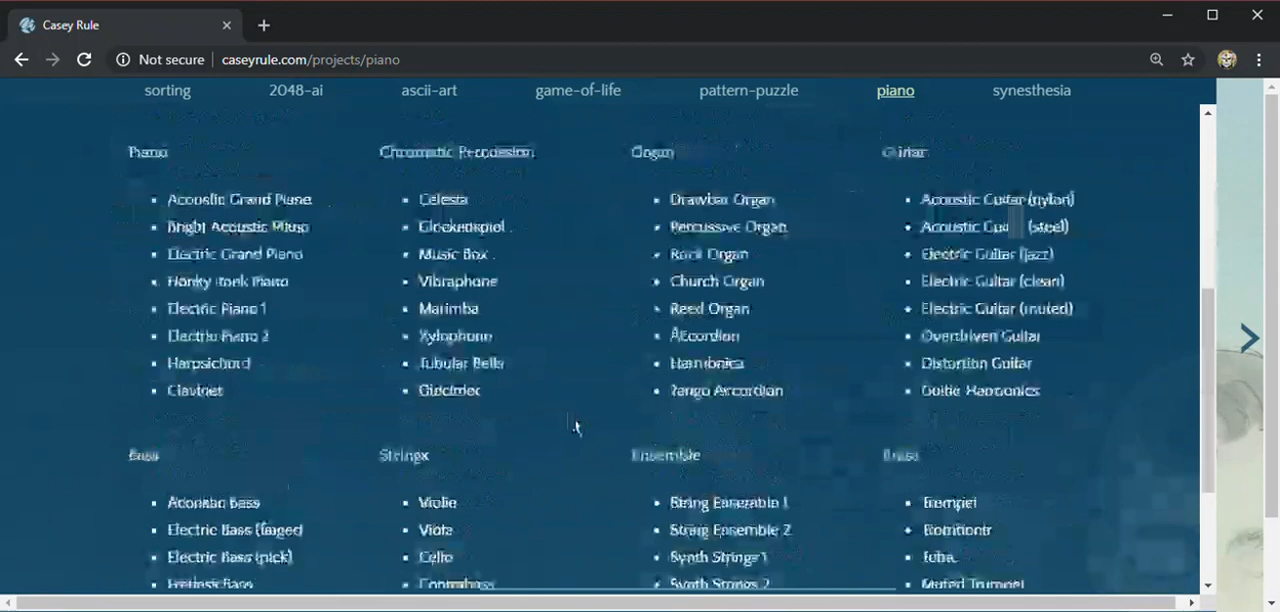 Casey Rule
Not secure caseyrule.com/projects/piano
sorting 2048-ai ascii-art game-of-life pattern-puzzle piano synesthesia
Piano Chromatic Percussion Organ Guitar
Acoustic Grand Piano Celesta Drawbar Organ Acoustic Guitar (nylon)
Bright Acoustic Piano Glockenspiel Percussive Organ Acoustic (steel)
Electric Grand Piano Music Box Rock Organ Electric Guitar (jazz)
Honky-tonk Piano Vibraphone Church Organ Electric Guitar (clean)
Electric Piano 1 Marimba Reed Organ Electric Guitar (muted)
Electric Piano 2 Xylophone Accordion Overdriven Guitar
Harpsichord Tubular Bells Harmonica Distortion Guitar
Clavinet Dulcimer Tango Accordian Guitar Harmonics
Bass Strings Ensemble Brass
Acoustic Bass Violin String Ensemble 1 Trumpet
Electric Bass (finger) Viola String Ensemble 2 Trombone
Electric Bass (pick) Cello Synth Strings 1 Tuba
Fretless Bass Contrabass Synth Strings 2 Muted Trumpet